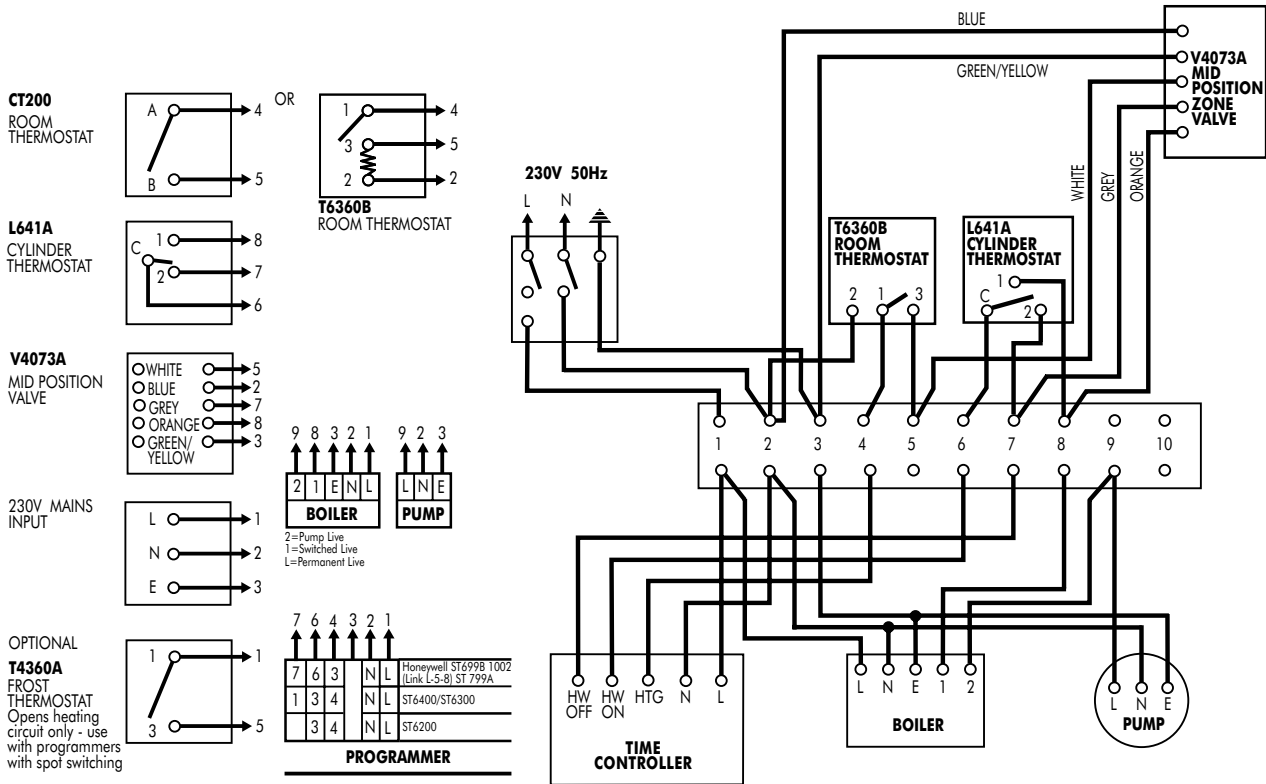 CT200
ROOM
THERMOSTAT
A
B
4
5
OR
1
3
2
4
5
2
T6360B
ROOM THERMOSTAT
L641A
CYLINDER
THERMOSTAT
C
1
2
8
7
6
V4073A
MID POSITION
VALVE
WHITE
BLUE
GREY
ORANGE
GREEN/
YELLOW
5
2
7
8
3
9 8 3 2 1
2 1 E N L
BOILER
9 2 3
L N E
PUMP
2=Pump Live
1=Switched Live
L=Permanent Live
230V MAINS
INPUT
L
N
E
1
2
3
OPTIONAL
T4360A
FROST
THERMOSTAT
Opens heating
circuit only - use
with programmers
with spot switching
1
3
1
5
7 6 4 3 2 1
7 6 3 N L Honeywell ST699B 1002
(Link L-5-8) ST 799A
1 3 4 N L ST6400/ST6300
3 4 N L ST6200
PROGRAMMER
BLUE
GREEN/YELLOW
WHITE
GREY
ORANGE
V4073A
MID
POSITION
ZONE
VALVE
230V 50Hz
L N
T6360B
ROOM
THERMOSTAT
2 1 3
L641A
CYLINDER
THERMOSTAT
1
C
2
1 2 3 4 5 6 7 8 9 10
HW
OFF
HW
ON
HTG
N
L
TIME
CONTROLLER
L N E 1 2
BOILER
L N E
PUMP